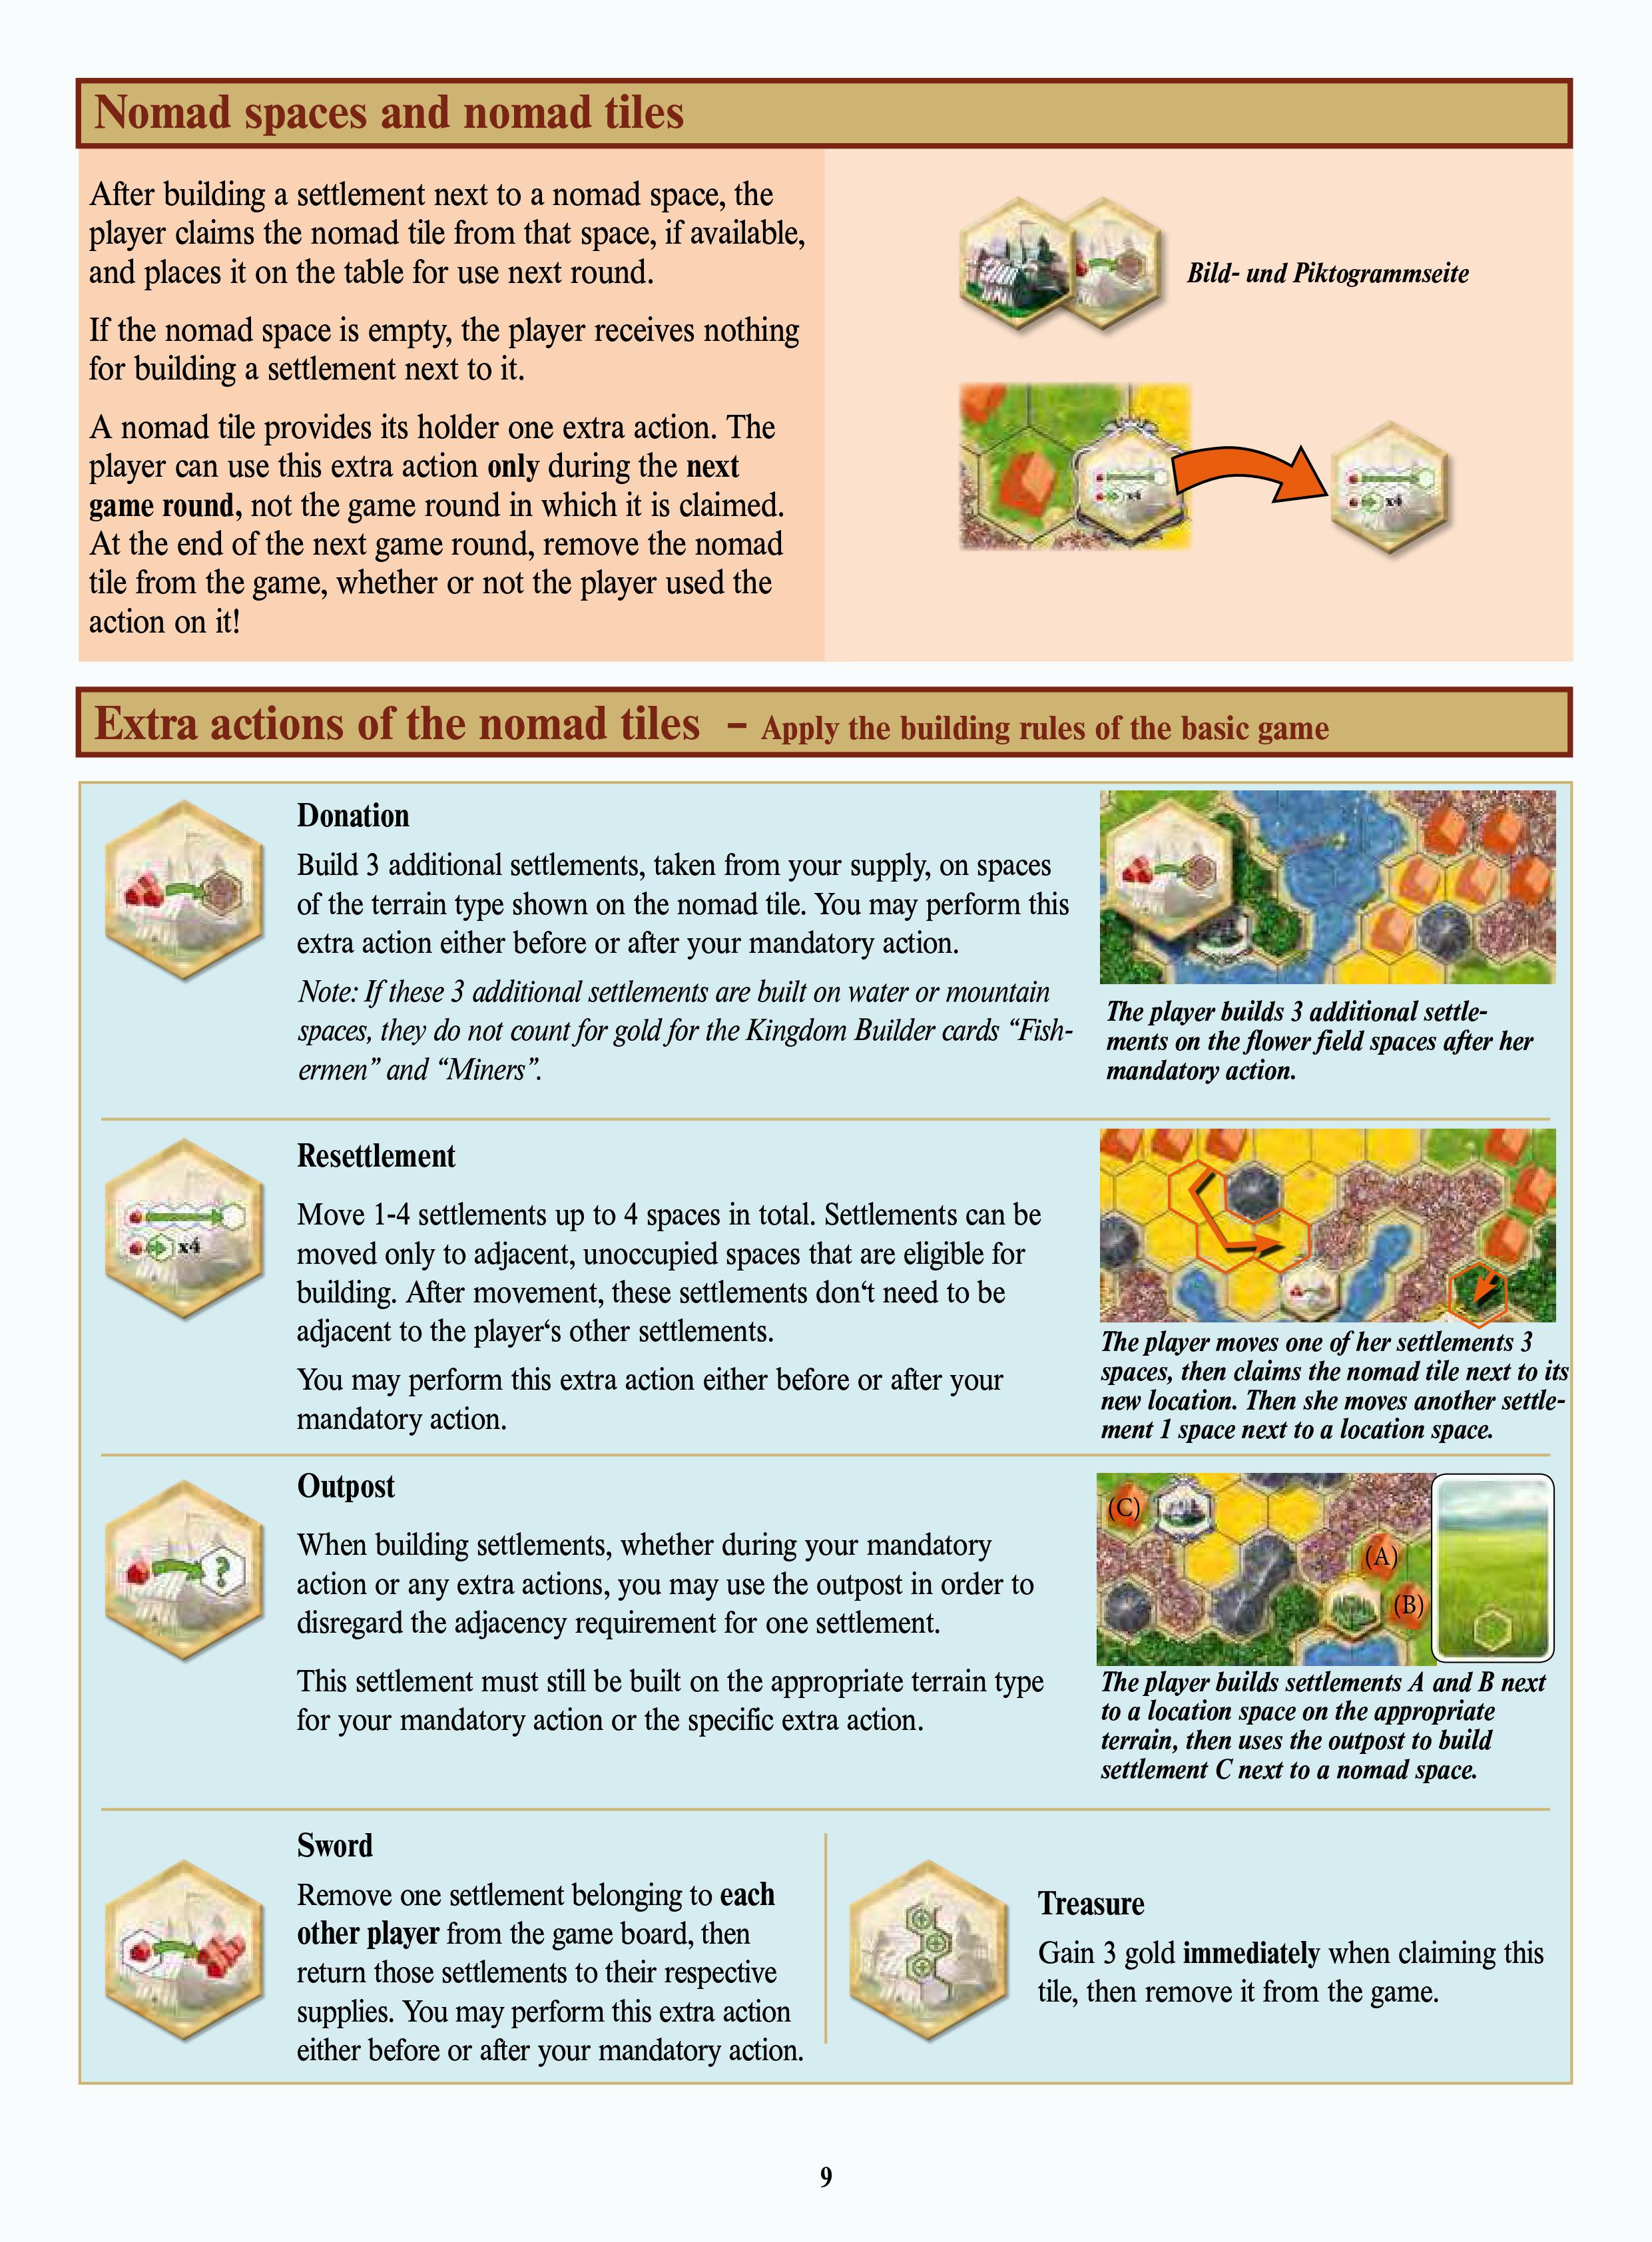 Nomad spaces and nomad tiles
After building a settlement next to a nomad space, the
player claims the nomad tile from that space, if available,
and places it on the table for use next round.
If the nomad space is empty, the player receives nothing
for building a settlement next to it.
A nomad tile provides its holder one extra action. The
player can use this extra action only during the next
game round, not the game round in which it is claimed.
At the end of the next game round, remove the nomad
tile from the game, whether or not the player used the
action on it!
Bild- und Piktogrammseite
x4
x4
Extra actions of the nomad tiles – Apply the building rules of the basic game
Donation
Build 3 additional settlements, taken from your supply, on spaces
of the terrain type shown on the nomad tile. You may perform this
extra action either before or after your mandatory action.
Note: If these 3 additional settlements are built on water or mountain
spaces, they do not count for gold for the Kingdom Builder cards “Fish-
ermen” and “Miners”.
The player builds 3 additional settle-
ments on the flower field spaces after her
mandatory action.
x4
Resettlement
Move 1-4 settlements up to 4 spaces in total. Settlements can be
moved only to adjacent, unoccupied spaces that are eligible for
building. After movement, these settlements don‘t need to be
adjacent to the player‘s other settlements.
You may perform this extra action either before or after your
mandatory action.
The player moves one of her settlements 3
spaces, then claims the nomad tile next to its
new location. Then she moves another settle-
ment 1 space next to a location space.
?
Outpost
When building settlements, whether during your mandatory
action or any extra actions, you may use the outpost in order to
disregard the adjacency requirement for one settlement.
This settlement must still be built on the appropriate terrain type
for your mandatory action or the specific extra action.
(C)
(A)
(B)
The player builds settlements A and B next
to a location space on the appropriate
terrain, then uses the outpost to build
settlement C next to a nomad space.
Sword
Remove one settlement belonging to each
other player from the game board, then
return those settlements to their respective
supplies. You may perform this extra action
either before or after your mandatory action.
Treasure
Gain 3 gold immediately when claiming this
tile, then remove it from the game.
9